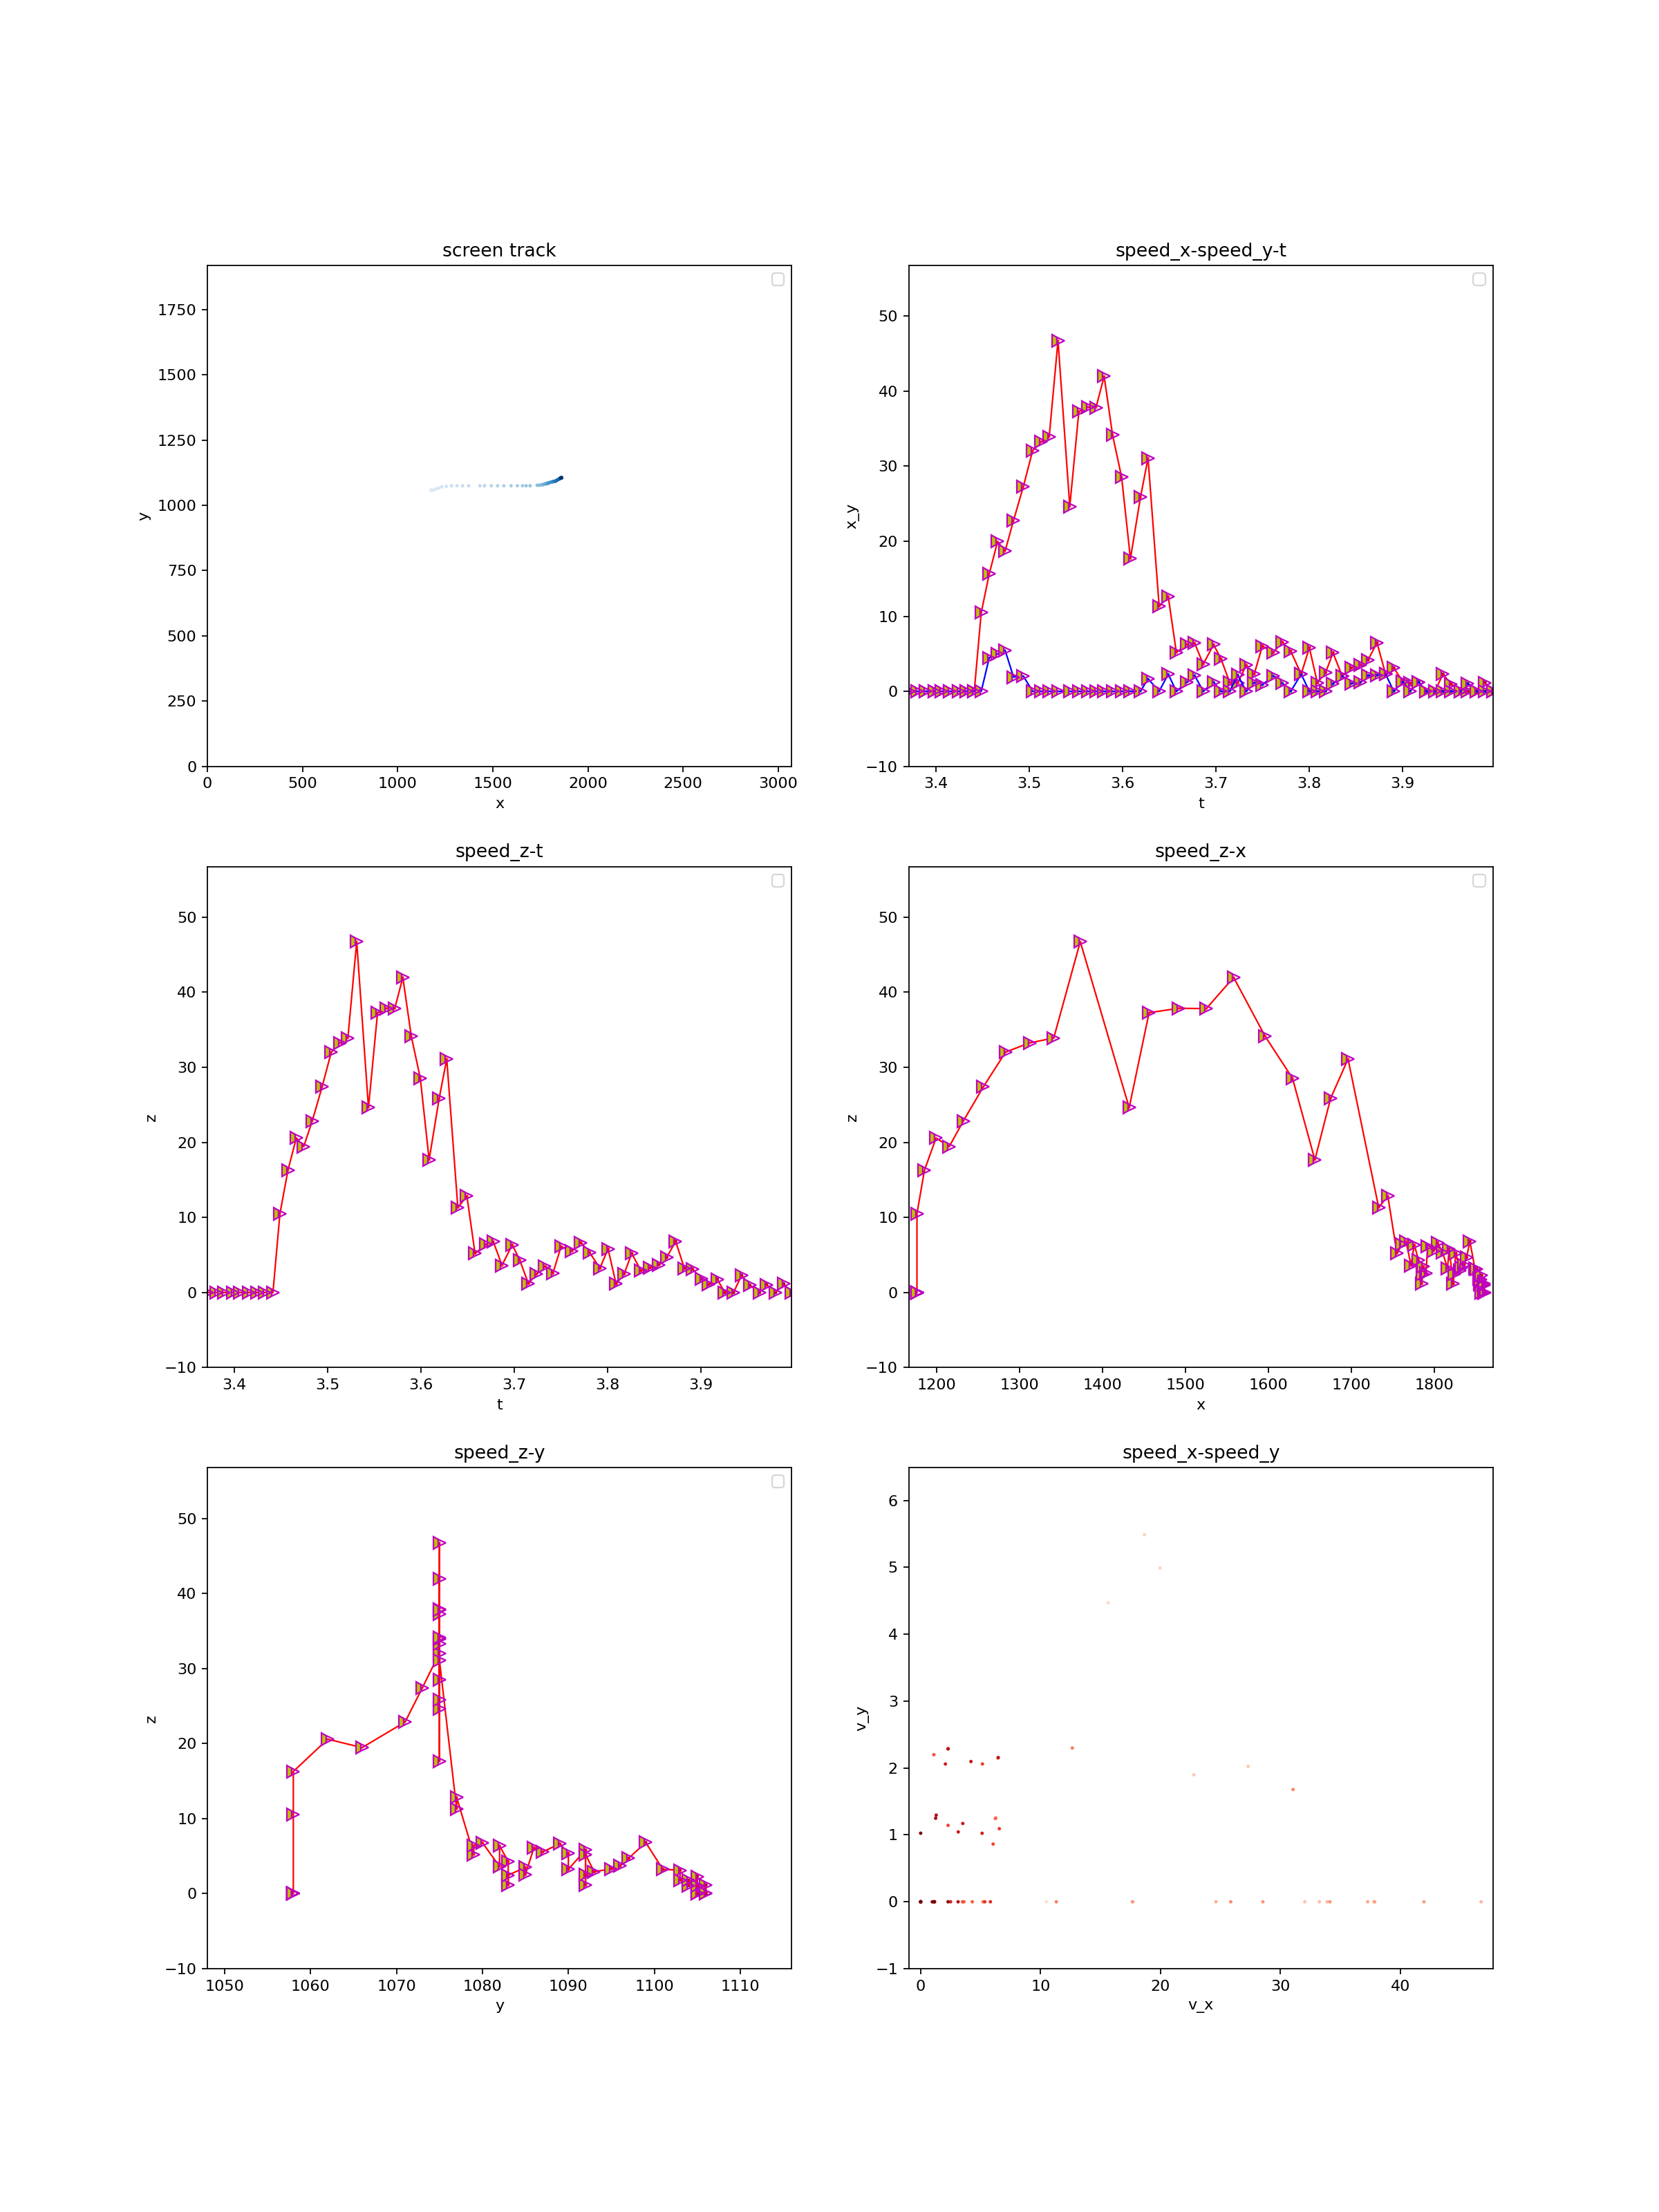 screen track
1750
1500
1250
1000
750
500
250
0
y
0 500 1000 1500 2000 2500 3000
x
speed_x-speed_y-t
50
40
30
20
10
0
−10
x_y
3.4 3.5 3.6 3.7 3.8 3.9
t
speed_z-t
50
40
30
20
10
0
−10
z
3.4 3.5 3.6 3.7 3.8 3.9
t
speed_z-x
50
40
30
20
10
0
−10
z
1200 1300 1400 1500 1600 1700 1800
x
speed_z-y
50
40
30
20
10
0
−10
z
1050 1060 1070 1080 1090 1100 1110
y
speed_x-speed_y
6
5
4
3
2
1
0
−1
v_y
0 10 20 30 40
v_x